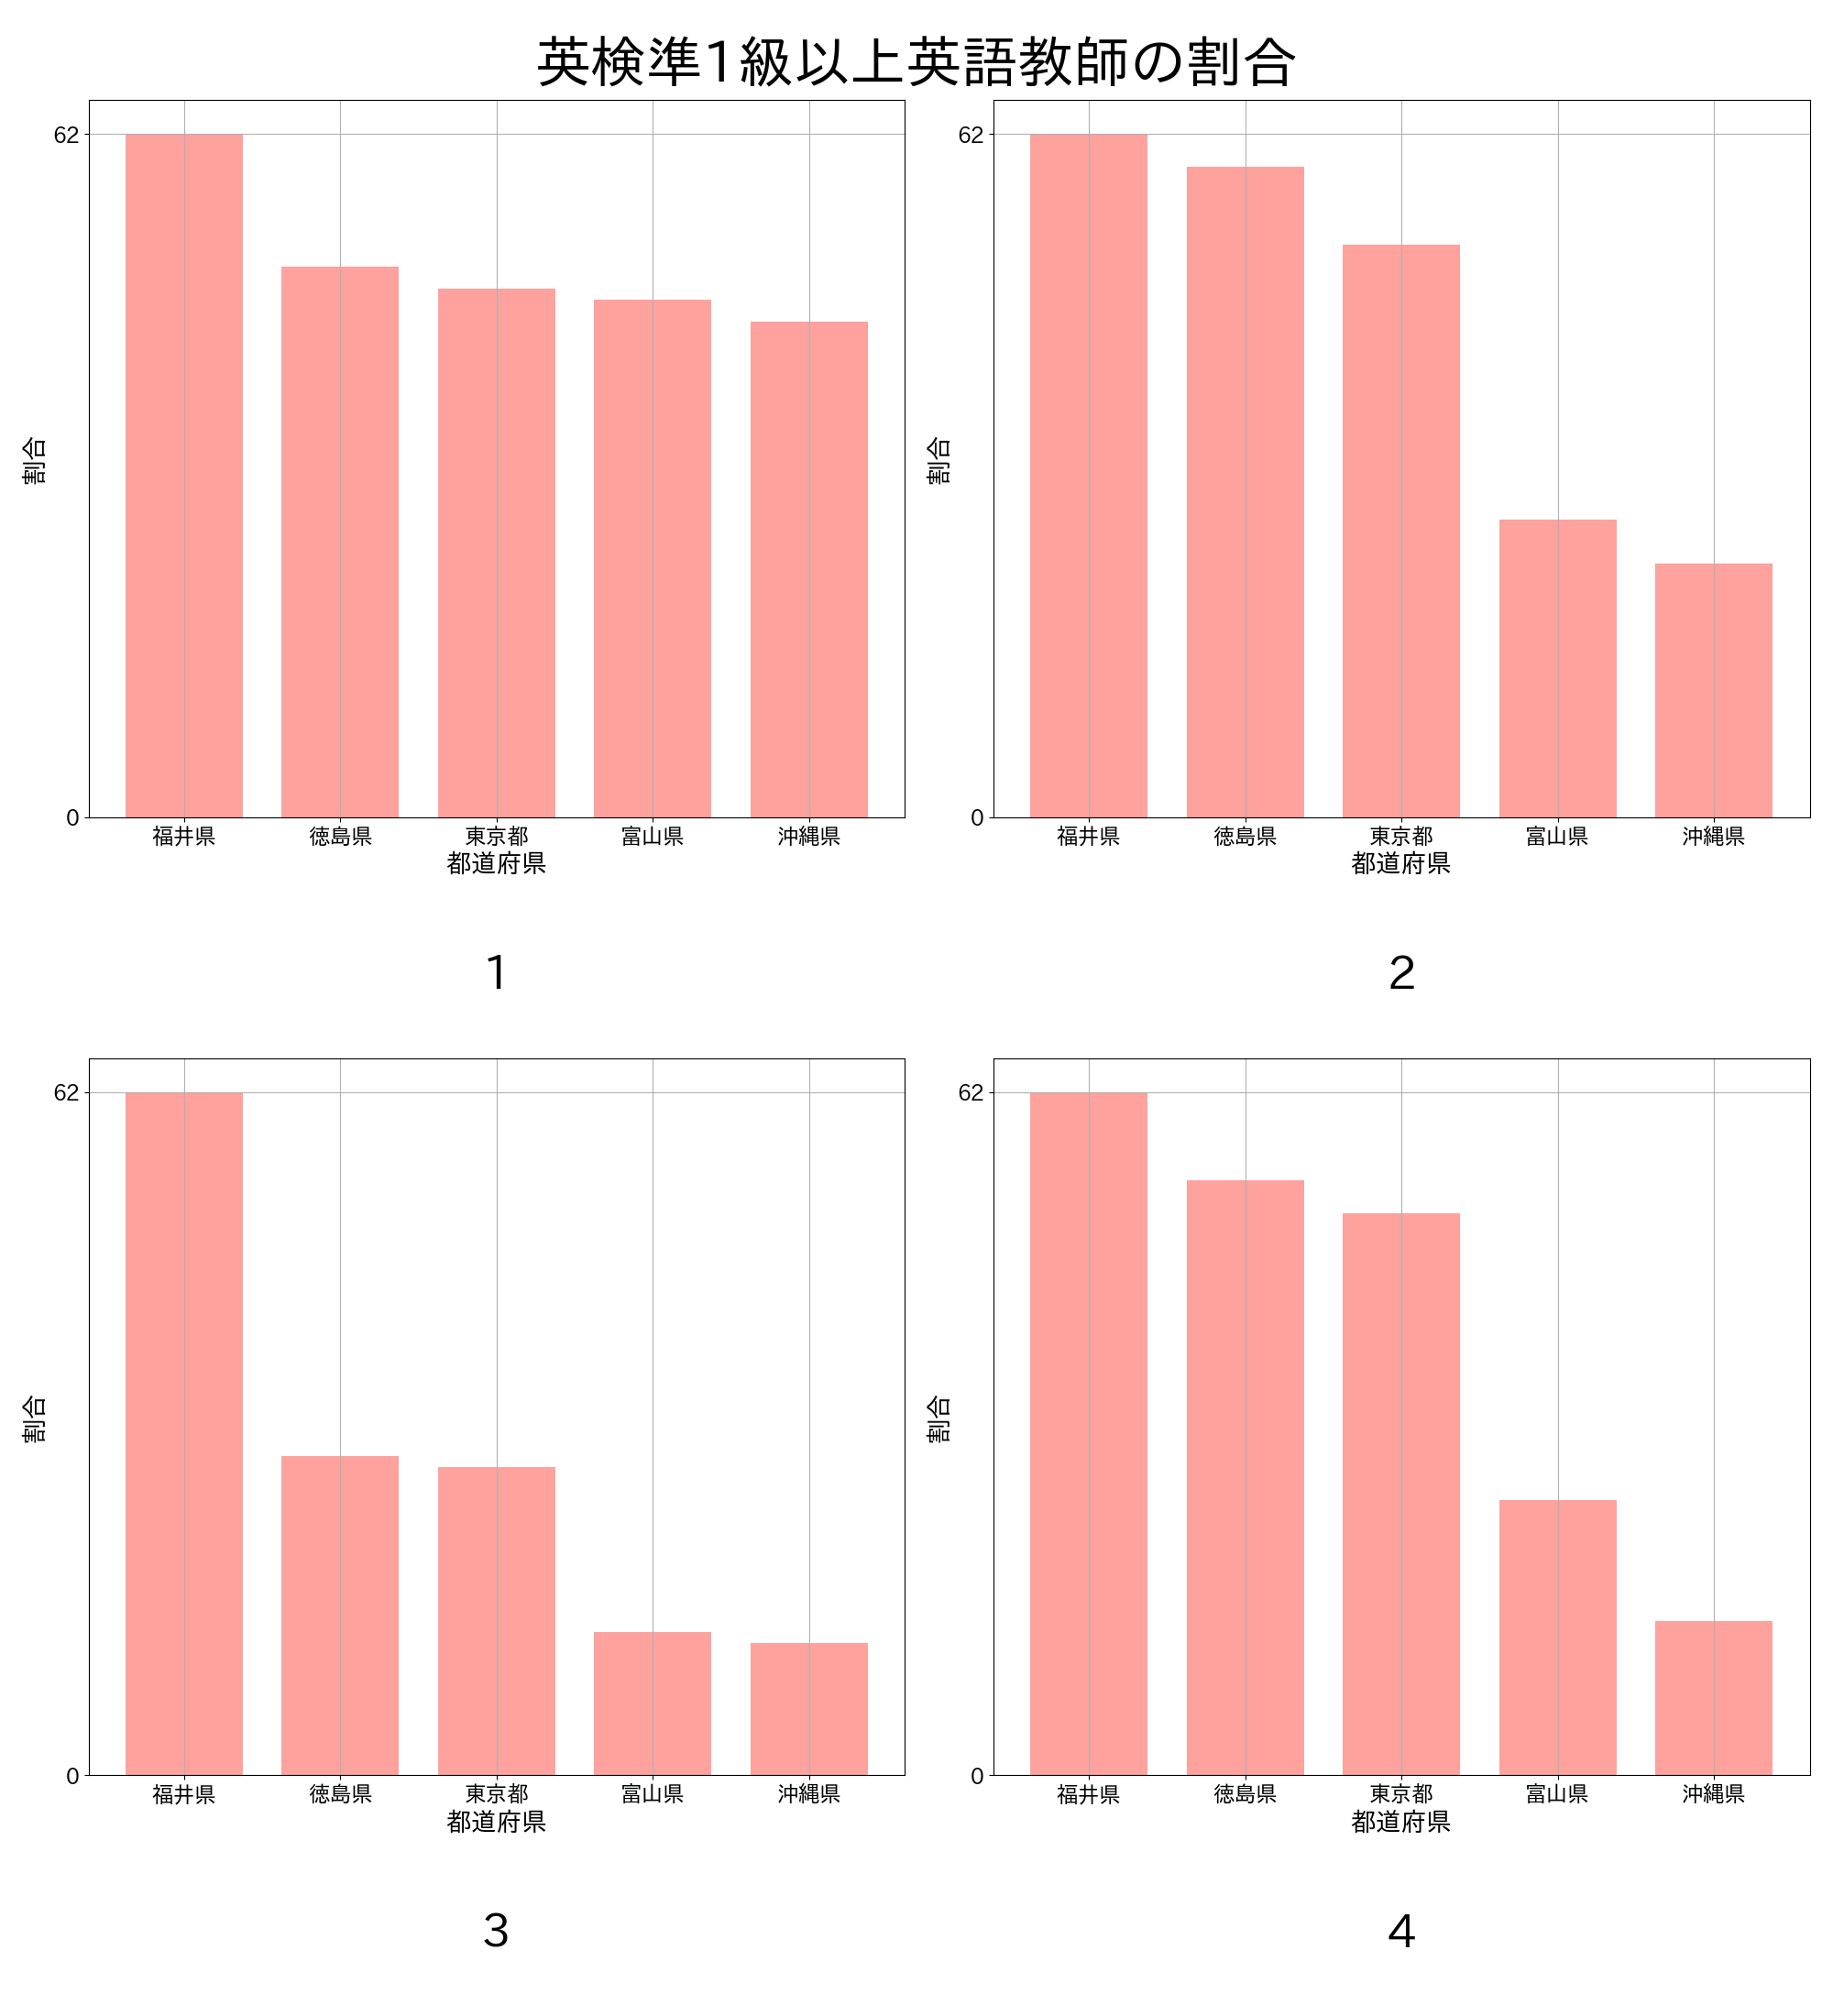 英検準1級以上英語教師の割合
62
0
割合
福井県 徳島県 東京都 富山県 沖縄県
都道府県
1
62
0
割合
福井県 徳島県 東京都 富山県 沖縄県
都道府県
2
62
0
割合
福井県 徳島県 東京都 富山県 沖縄県
都道府県
3
62
0
割合
福井県 徳島県 東京都 富山県 沖縄県
都道府県
4